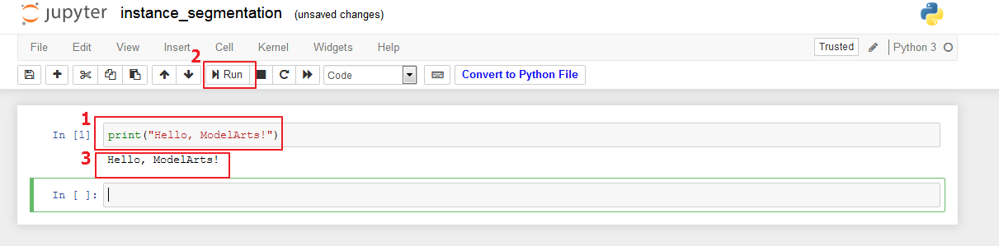 jupyter instance_segmentation (unsaved changes)
File Edit View Insert Cell Kernel Widgets Help Trusted Python 3
2
Run Code Convert to Python File
1
In [1] print("Hello, ModelArts!")
3 Hello, ModelArts!
In [ ]: